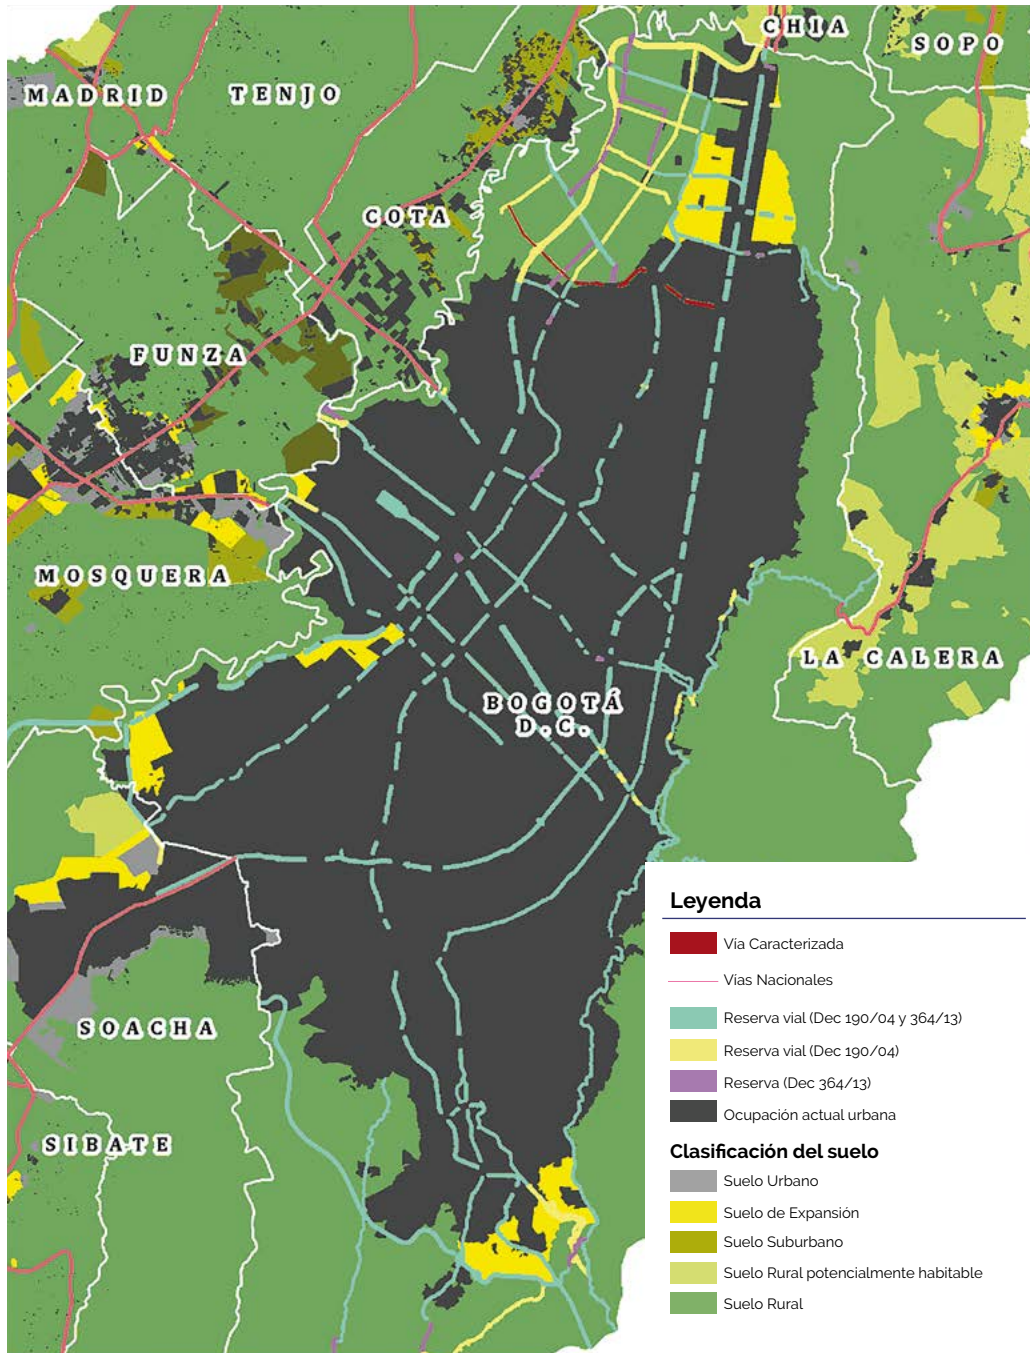 CHIA
SOPO
MADRID
TENJO
COTA
FUNZA
MOSQUERA
LA CALERA
BOGOTÁ
D.C.
SOACHA
SIBATE
Leyenda
Vía Caracterizada
Vías Nacionales
Reserva vial (Dec 190/04 y 364/13)
Reserva vial (Dec 190/04)
Reserva (Dec 364/13)
Ocupación actual urbana
Clasificación del suelo
Suelo Urbano
Suelo de Expansión
Suelo Suburbano
Suelo Rural potencialmente habitable
Suelo Rural